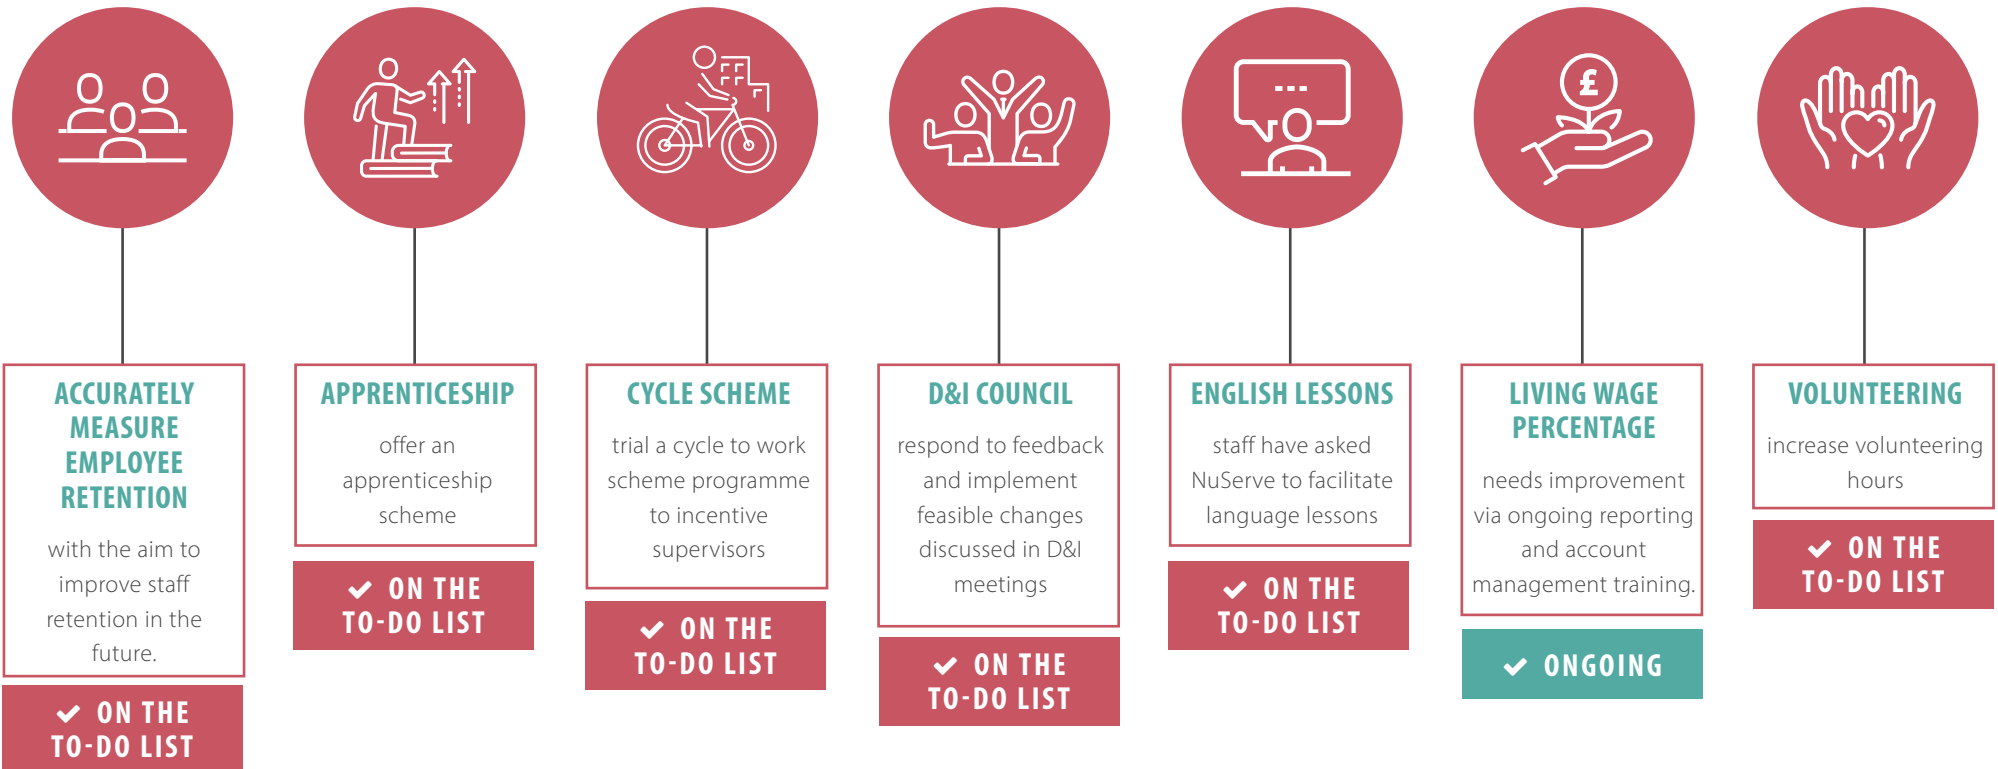 £
ACCURATELY
MEASURE
EMPLOYEE
RETENTION
with the aim to
improve staff
retention in the
future.
ON THE
TO-DO LIST
APPRENTICESHIP
offer an
apprenticeship
scheme
ON THE
TO-DO LIST
CYCLE SCHEME
trial a cycle to work
scheme programme
to incentive
supervisors
ON THE
TO-DO LIST
D&I COUNCIL
respond to feedback
and implement
feasible changes
discussed in D&I
meetings
ON THE
TO-DO LIST
ENGLISH LESSONS
staff have asked
NuServe to facilitate
language lessons
ON THE
TO-DO LIST
LIVING WAGE
PERCENTAGE
needs improvement
via ongoing reporting
and account
management training.
ONGOING
VOLUNTEERING
increase volunteering
hours
ON THE
TO-DO LIST